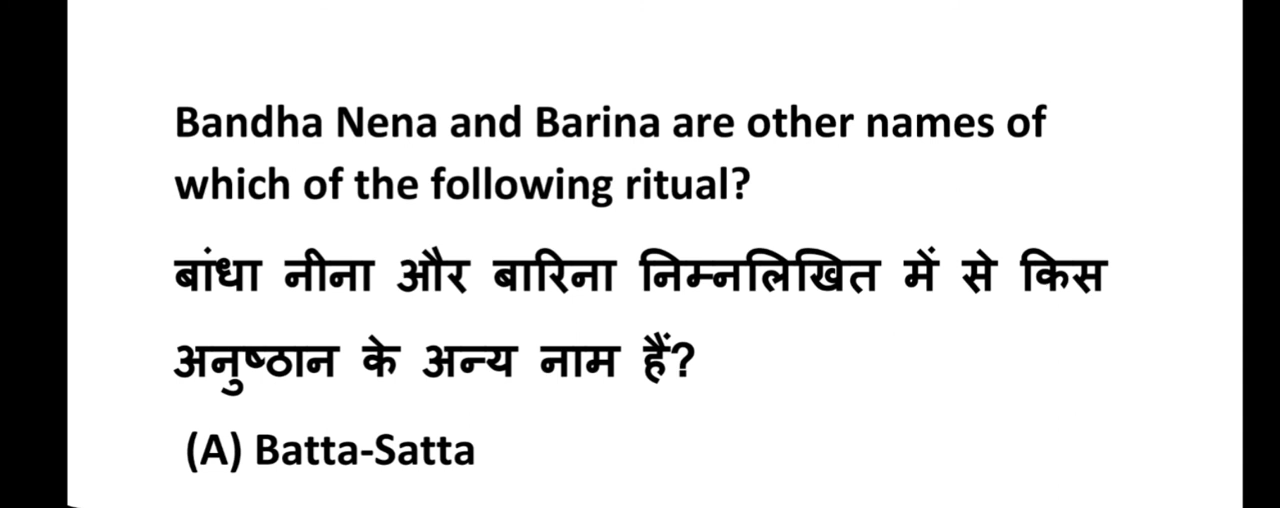 Bandha Nena and Barina are other names of
which of the following ritual?
बांधा नीना और बारिना निम्नलिखित में से किस
अनुष्ठान के अन्य नाम हैं?
(A) Batta-Satta